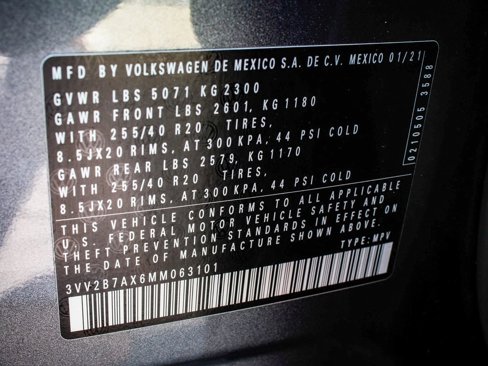 MFD BY VOLKSWAGEN DE MEXICO S.A. DE C.V. MEXICO 01/21
GVWR LBS 5071 KG 2300
GAWR FRONT LBS 2601, KG 1180
WITH 255/40 R20 TIRES,
8.5JX20 RIMS, AT 300 KPA, 44 PSI COLD
GAWR REAR LBS 2579, KG 1170
WITH 255/40 R20 TIRES,
8.5JX20 RIMS, AT 300 KPA, 44 PSI COLD
0210505 3588
THIS VEHICLE CONFORMS TO ALL APPLICABLE
U.S. FEDERAL MOTOR VEHICLE SAFETY AND
THEFT PREVENTION STANDARDS IN EFFECT ON
THE DATE OF MANUFACTURE
TYPE: MPV
3VV2B7AX6MM063101